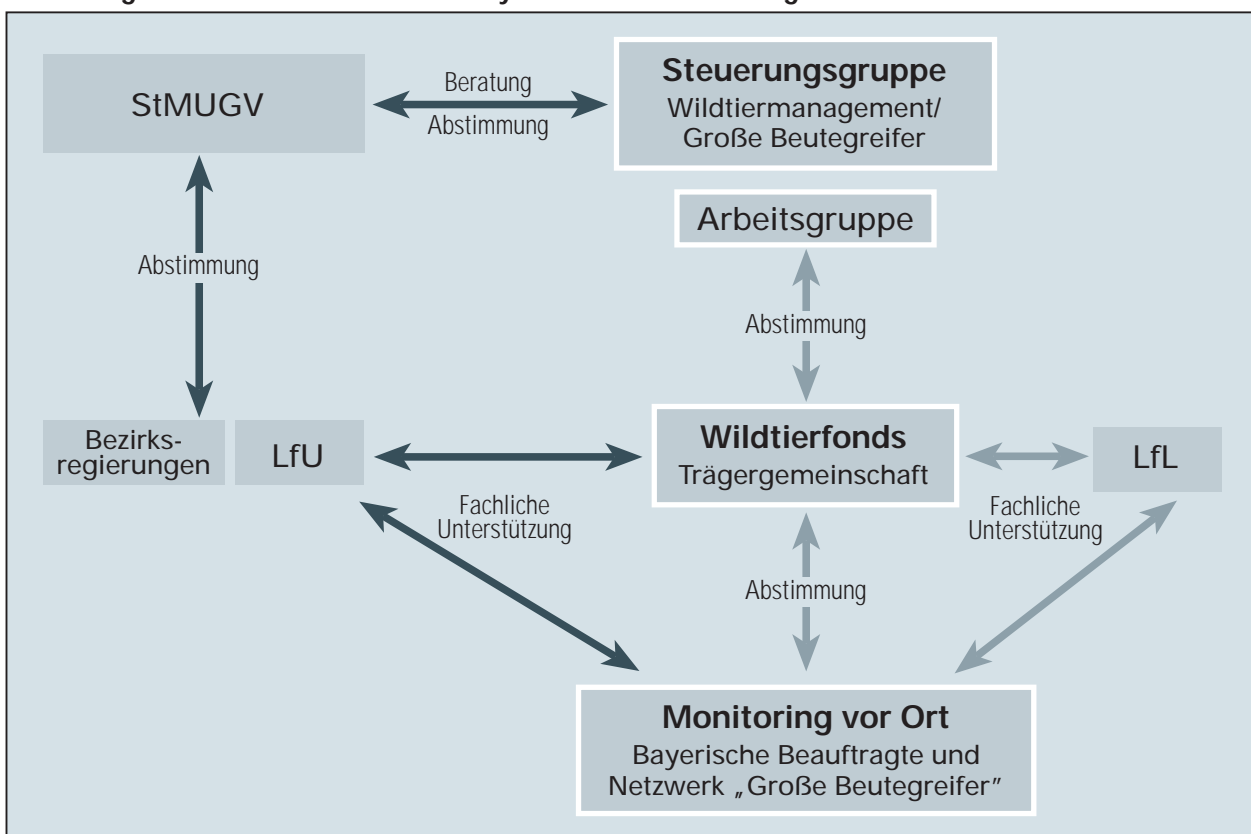 StMUGV
Beratung
Abstimmung
Steuerungsgruppe
Wildtiermanagement/
Große Beutegreifer
Arbeitsgruppe
Abstimmung
Abstimmung
Bezirks-
regierungen
LfU
Wildtierfonds
Trägergemeinschaft
LfL
Fachliche
Unterstützung
Fachliche
Unterstützung
Abstimmung
Monitoring vor Ort
Bayerische Beauftragte und
Netzwerk „Große Beutegreifer”